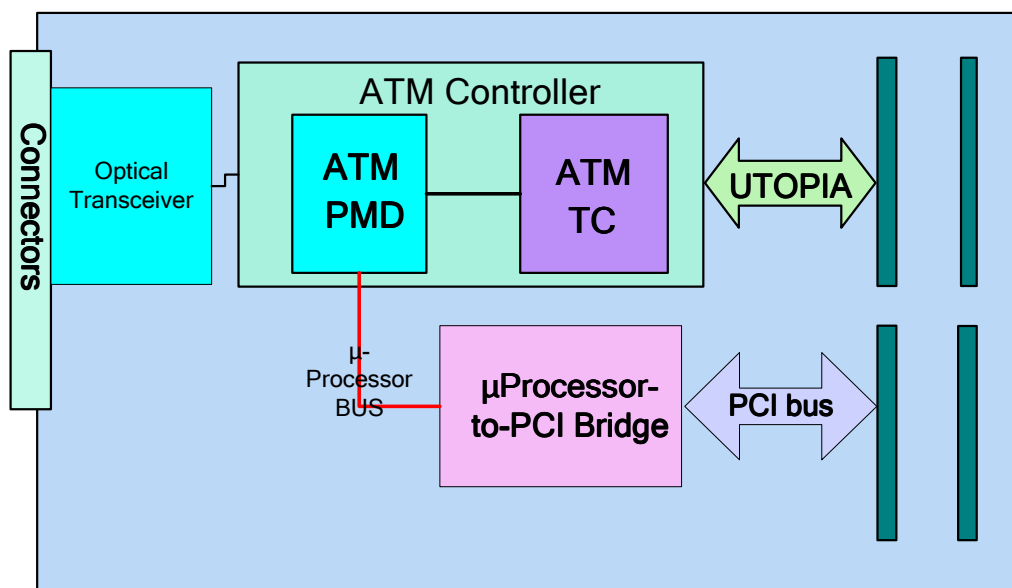 Connectors
Optical
Transceiver
ATM Controller
ATM
PMD
ATM
TC
UTOPIA
µ-
Processor
BUS
µProcessor-
to-PCI Bridge
PCI bus